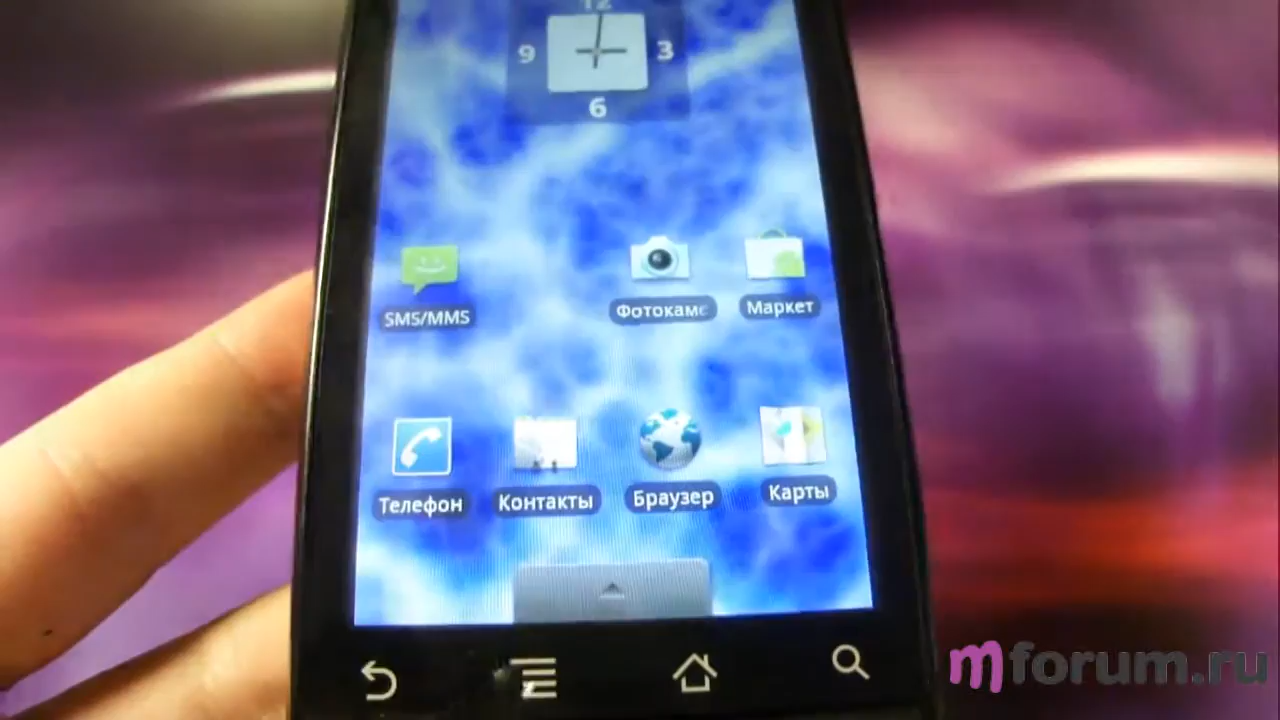 12
9 3
6
SMS/MMS Фотокаме Маркет
Телефон Контакты Браузер Карты
mforum.ru